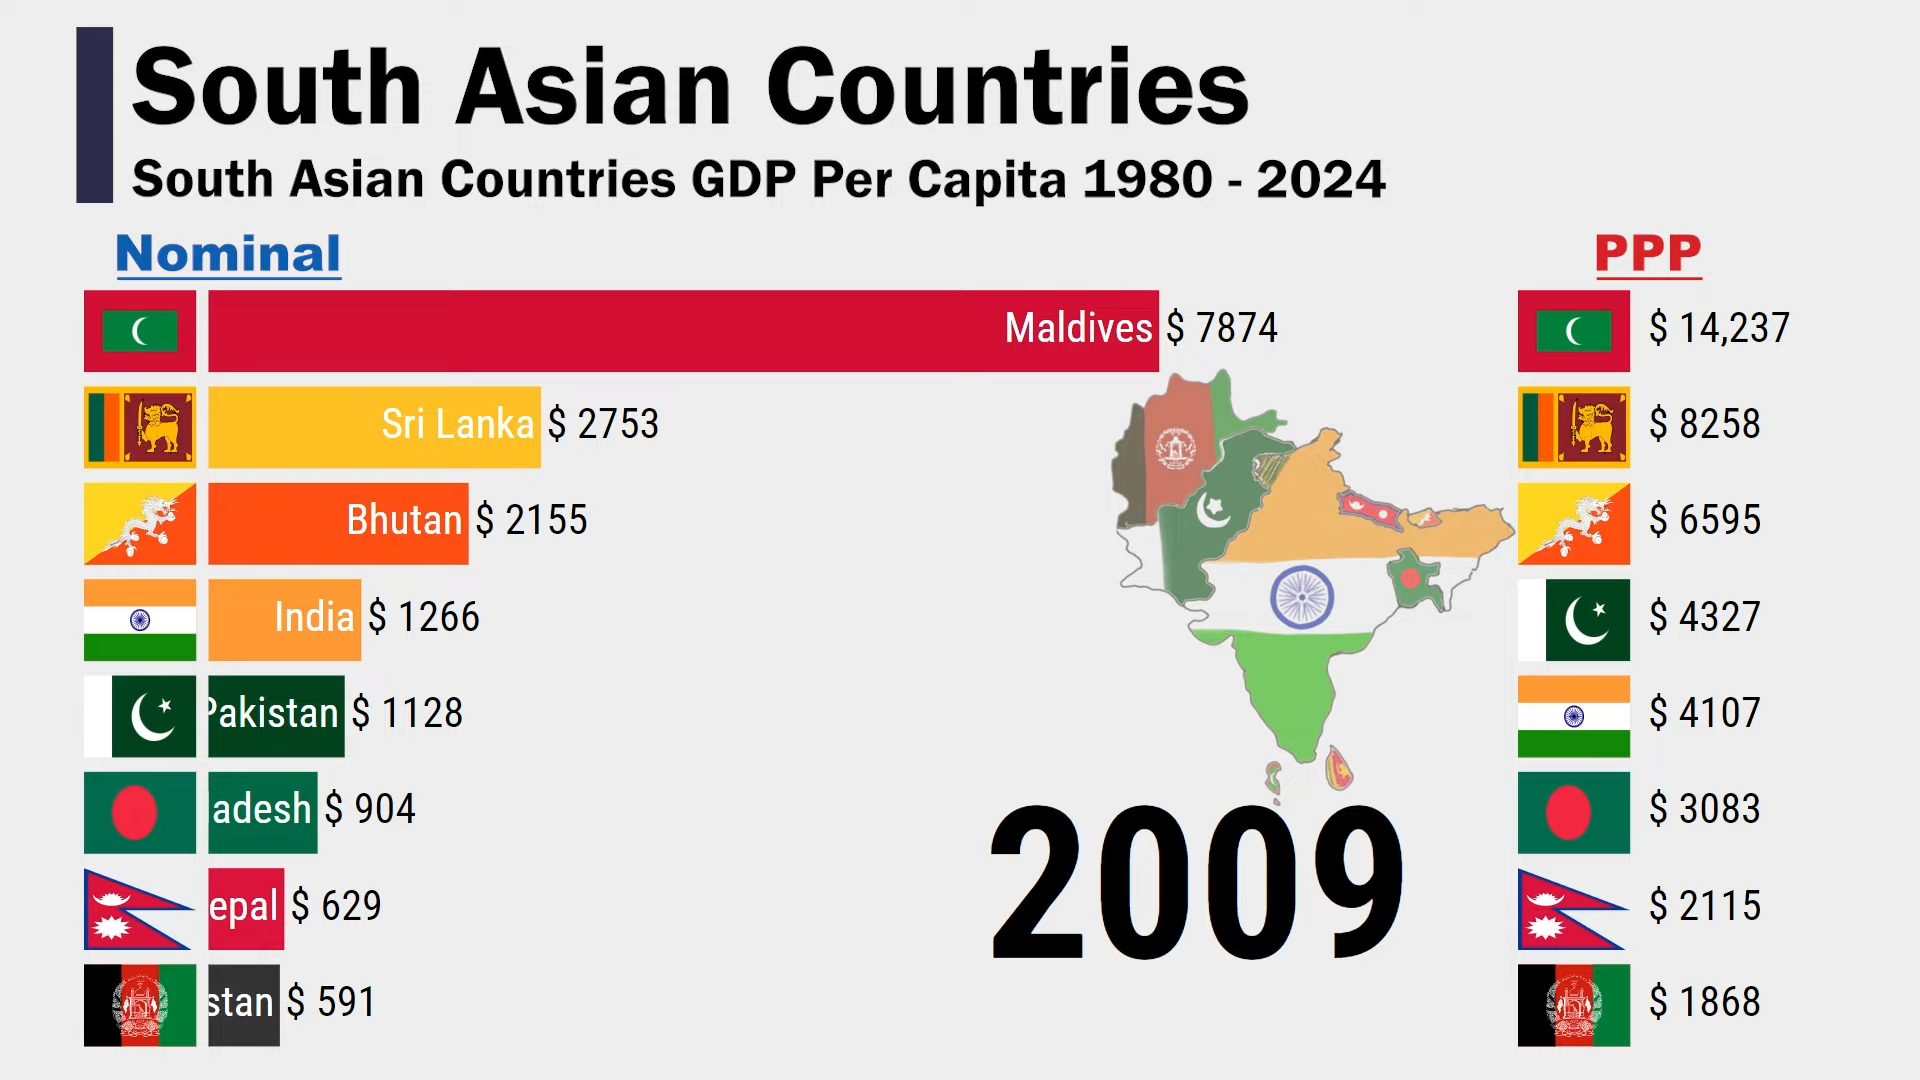 South Asian Countries
South Asian Countries GDP Per Capita 1980 - 2024
Nominal
PPP
Maldives $ 7874
$ 14,237
Sri Lanka $ 2753
$ 8258
Bhutan $ 2155
$ 6595
India $ 1266
$ 4327
Pakistan $ 1128
$ 4107
adesh $ 904
$ 3083
epal $ 629
$ 2115
stan $ 591
$ 1868
2009